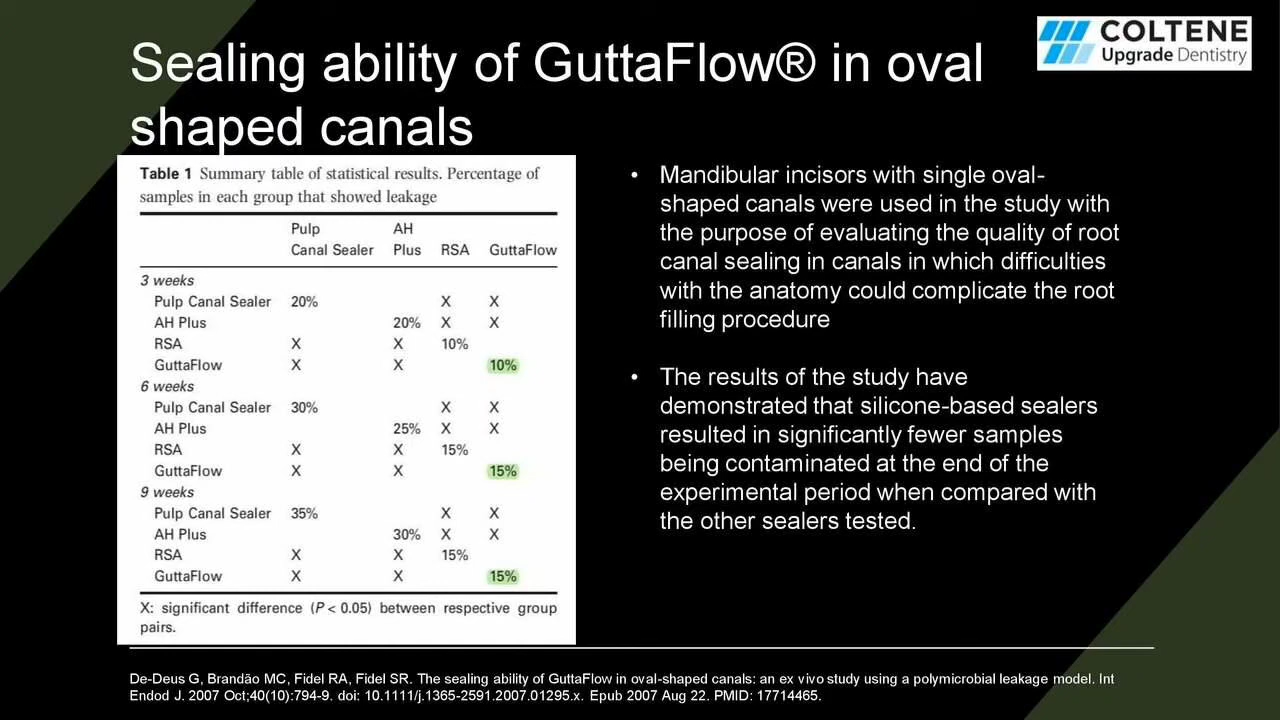 COLTENE
Upgrade Dentistry
Sealing ability of GuttaFlow® in oval
shaped canals
Table 1 Summary table of statistical results. Percentage of
samples in each group that showed leakage
Pulp AH
Canal Sealer Plus RSA GuttaFlow
3 weeks
Pulp Canal Sealer 20% X X
AH Plus 20% X X
RSA X X 10%
GuttaFlow X X 10%
6 weeks
Pulp Canal Sealer 30% X X
AH Plus 25% X X
RSA X X 15%
GuttaFlow X X 15%
9 weeks
Pulp Canal Sealer 35% X X
AH Plus 30% X X
RSA X X 15%
GuttaFlow X X 15%
X: significant difference (P < 0.05) between respective group
pairs.
• Mandibular incisors with single oval-
shaped canals were used in the study with
the purpose of evaluating the quality of root
canal sealing in canals in which difficulties
with the anatomy could complicate the root
filling procedure
• The results of the study have
demonstrated that silicone-based sealers
resulted in significantly fewer samples
being contaminated at the end of the
experimental period when compared with
the other sealers tested.
De-Deus G, Brandão MC, Fidel RA, Fidel SR. The sealing ability of GuttaFlow in oval-shaped canals: an ex vivo study using a polymicrobial leakage model. Int
Endod J. 2007 Oct;40(10):794-9. doi: 10.1111/j.1365-2591.2007.01295.x. Epub 2007 Aug 22. PMID: 17714465.